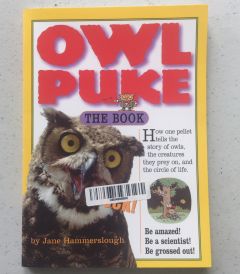 OWL
PUKE
THE BOOK
How one pellet
tells the
story of owls,
the creatures
they prey on, and
the circle of life.
by Jane Hammerslough
Be amazed!
Be a scientist!
Be grossed out!